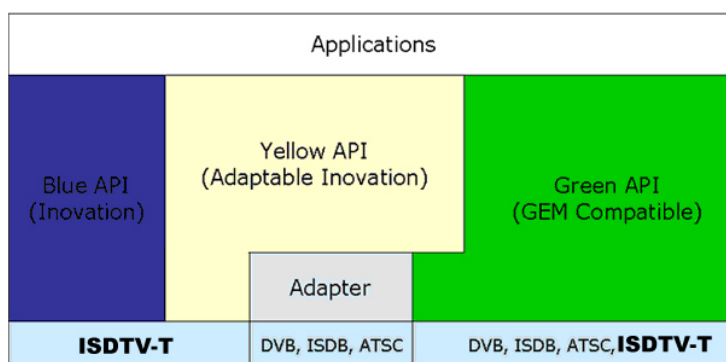 Applications
Yellow API
(Adaptable Inovation)
Blue API
(Inovation)
Green API
(GEM Compatible)
Adapter
ISDTV-T
DVB, ISDB, ATSC
DVB, ISDB, ATSC,ISDTV-T